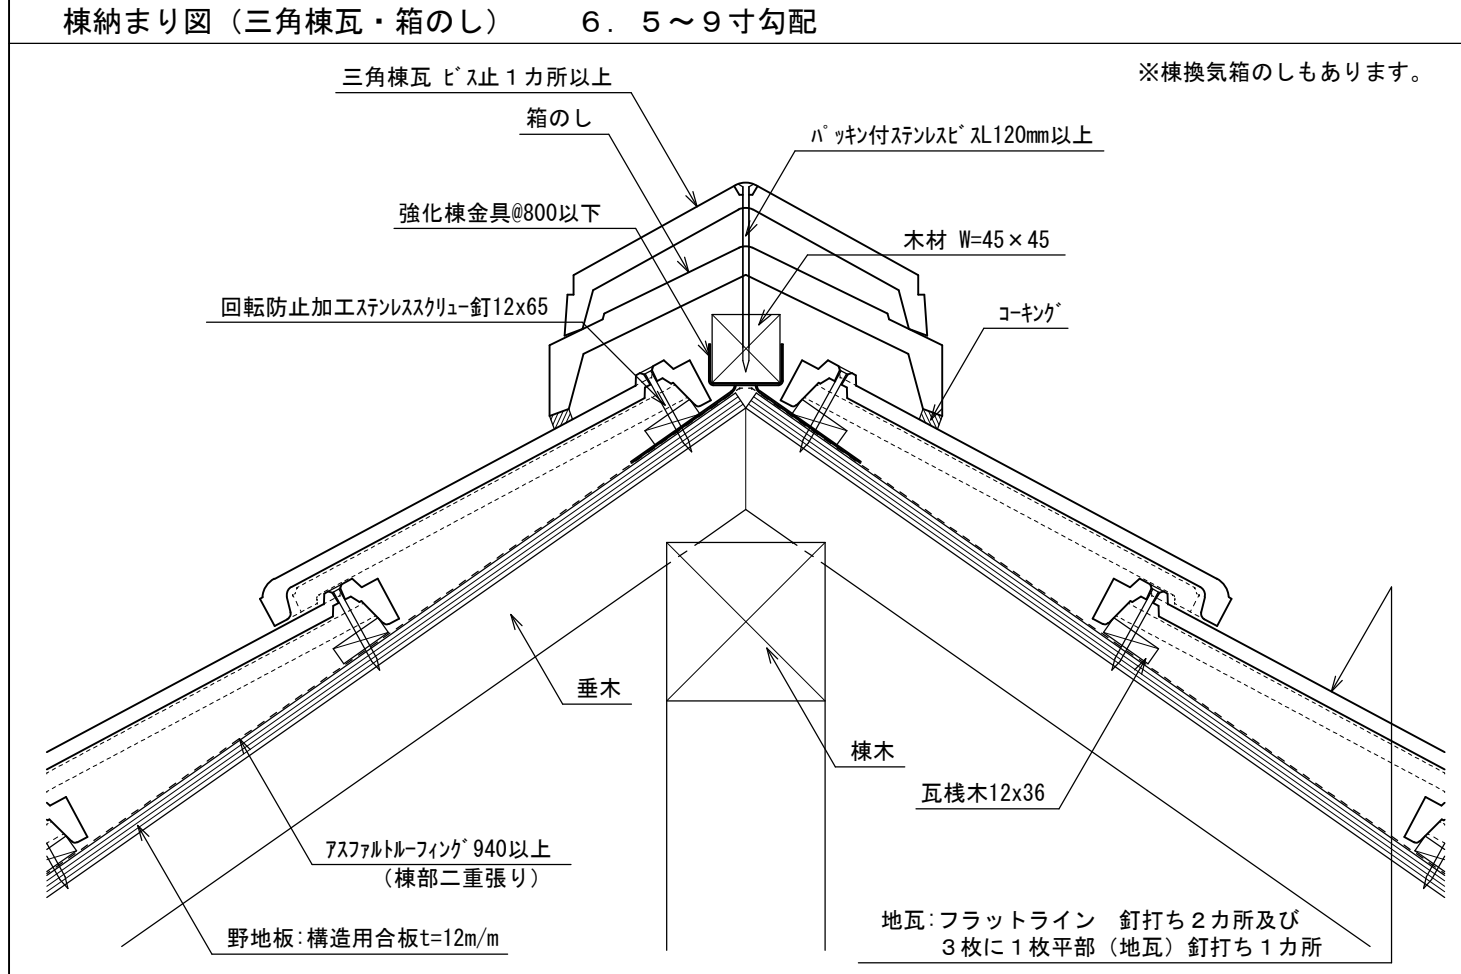 棟納まり図（三角棟瓦・箱のし）　　６．５～９寸勾配
※棟換気箱のしもあります。
三角棟瓦 ﾋﾞｽ止１カ所以上
箱のし
ﾊﾟｯｷﾝ付ｽﾃﾝﾚｽﾋﾞｽL120mm以上
強化棟金具@800以下
木材 W=45×45
回転防止加工ｽﾃﾝﾚｽｽｸﾘｭｰ釘12x65
ｺｰｷﾝｸﾞ
垂木
棟木
瓦桟木12x36
ｱｽﾌｧﾙﾄﾙｰﾌｨﾝｸﾞ940以上
（棟部二重張り）
野地板:構造用合板t=12m/m
地瓦:フラットライン　釘打ち２カ所及び
３枚に１枚平部（地瓦）釘打ち１カ所